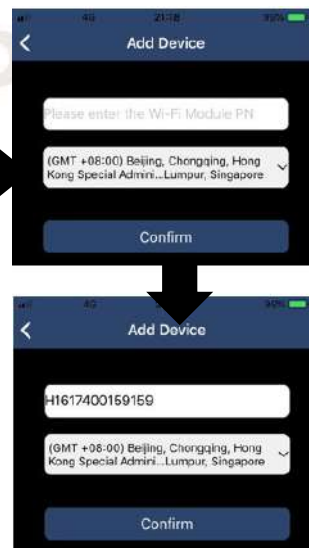 4G 21:18 99%
Add Device
Please enter the Wi-Fi Module PN
(GMT +08:00) Beijing, Chongqing, Hong
Kong Special Admini...Lumpur, Singapore
Confirm
4G
Add Device
H1617400159159
(GMT +08:00) Beijing, Chongqing, Hong
Kong Special Admini...Lumpur, Singapore
Confirm